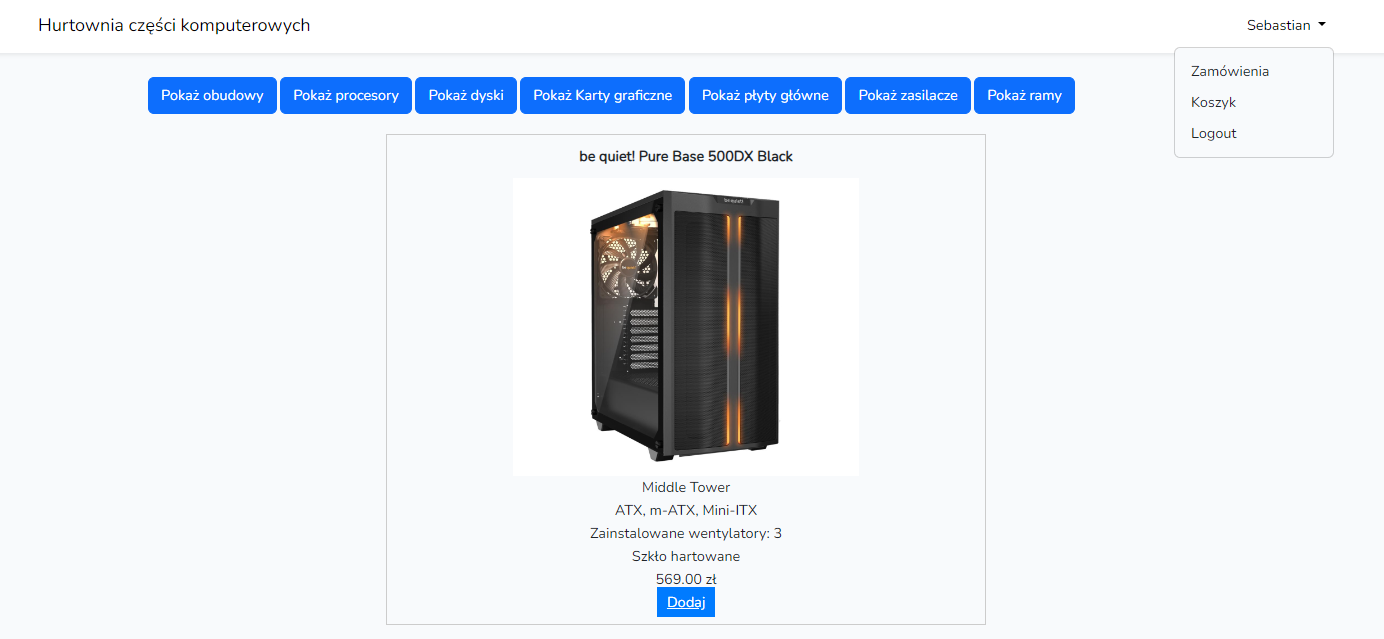 Hurtownia części komputerowych
Sebastian
Zamówienia
Koszyk
Logout
Pokaż obudowy Pokaż procesory Pokaż dyski Pokaż Karty graficzne Pokaż płyty główne Pokaż zasilacze Pokaż ramy
be quiet! Pure Base 500DX Black
be quiet!
Middle Tower
ATX, m-ATX, Mini-ITX
Zainstalowane wentylatory: 3
Szkło hartowane
569.00 zł
Dodaj